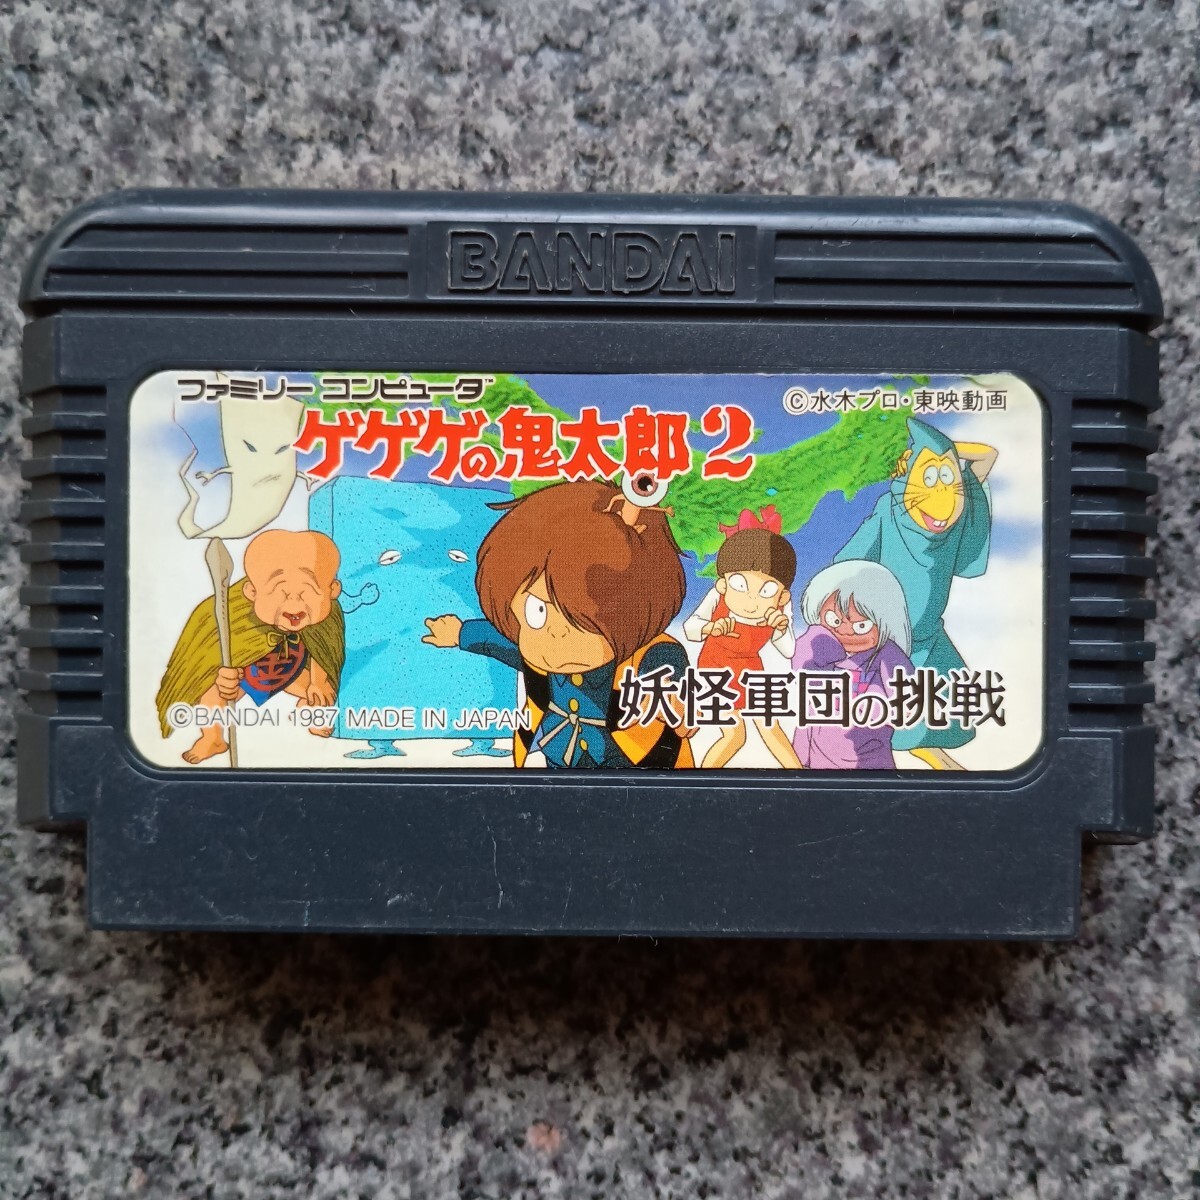 BANDAI
ファミリー コンピュータ™
©水木プロ・東映動画
ゲゲゲの鬼太郎2
妖怪軍団の挑戦
©BANDAI 1987 MADE IN JAPAN